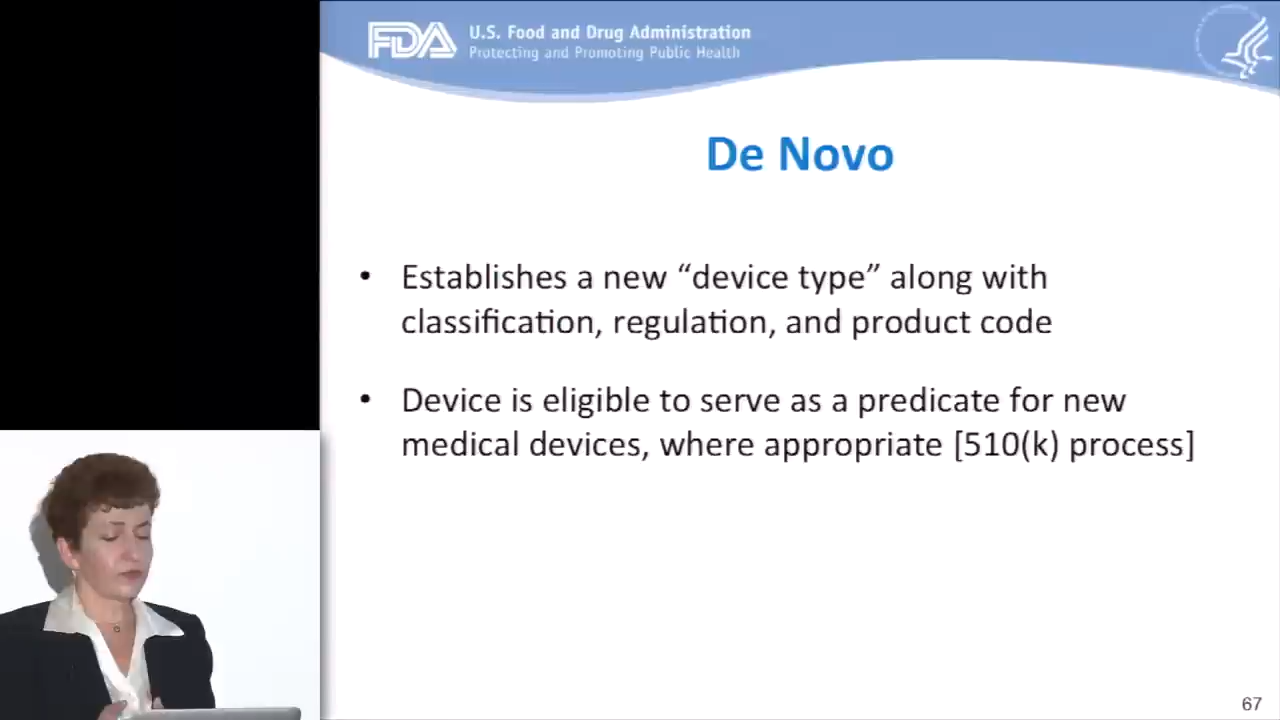 FDA
U.S. Food and Drug Administration
Protecting and Promoting Public Health
De Novo
• Establishes a new “device type” along with
classification, regulation, and product code
• Device is eligible to serve as a predicate for new
medical devices, where appropriate [510(k) process]
67